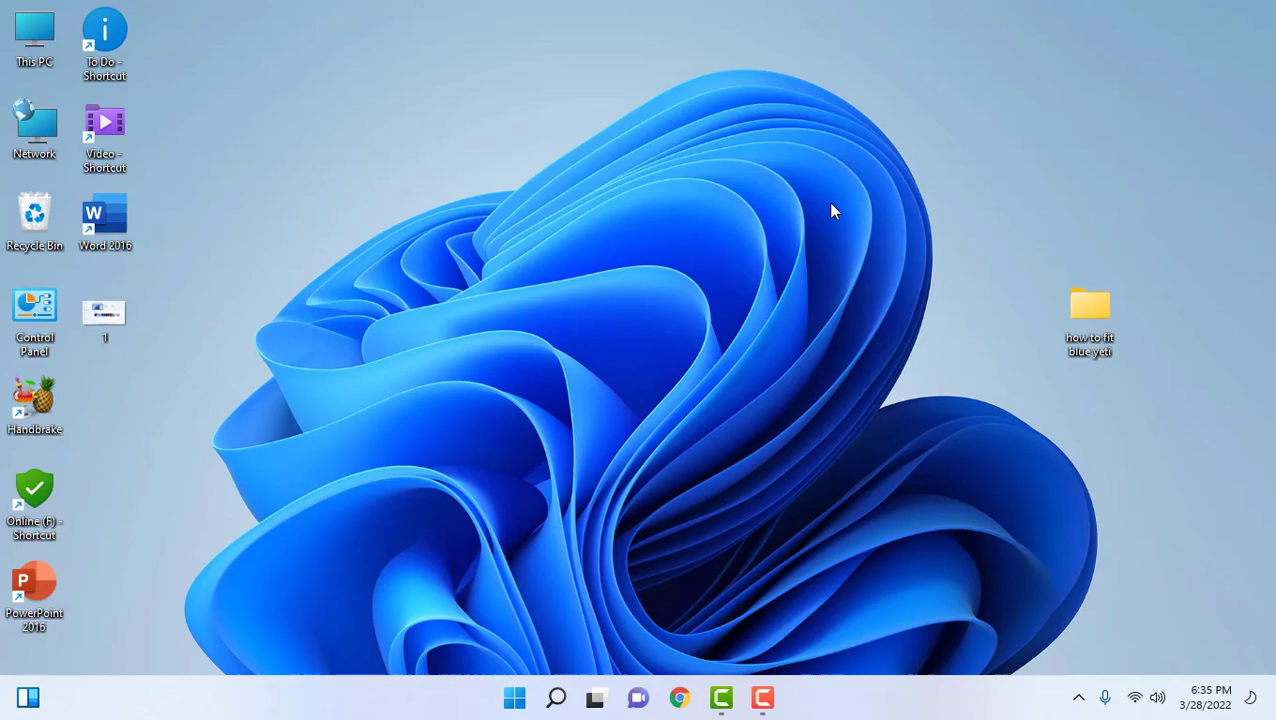 This PC
To Do -
Shortcut
Network
Video -
Shortcut
Recycle Bin
W
Word 2016
Control
Panel
1
how to fit
blue yeti
Handbrake
Online (F) -
Shortcut
P
PowerPoint
2016
6:35 PM
3/28/2022